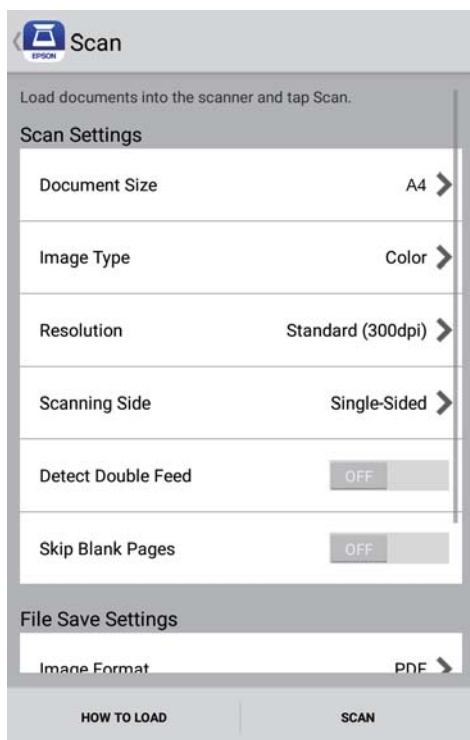 EPSON
Scan
Load documents into the scanner and tap Scan.
Scan Settings
Document Size A4
Image Type Color
Resolution Standard (300dpi)
Scanning Side Single-Sided
Detect Double Feed OFF
Skip Blank Pages OFF
File Save Settings
Image Format PDF
HOW TO LOAD SCAN